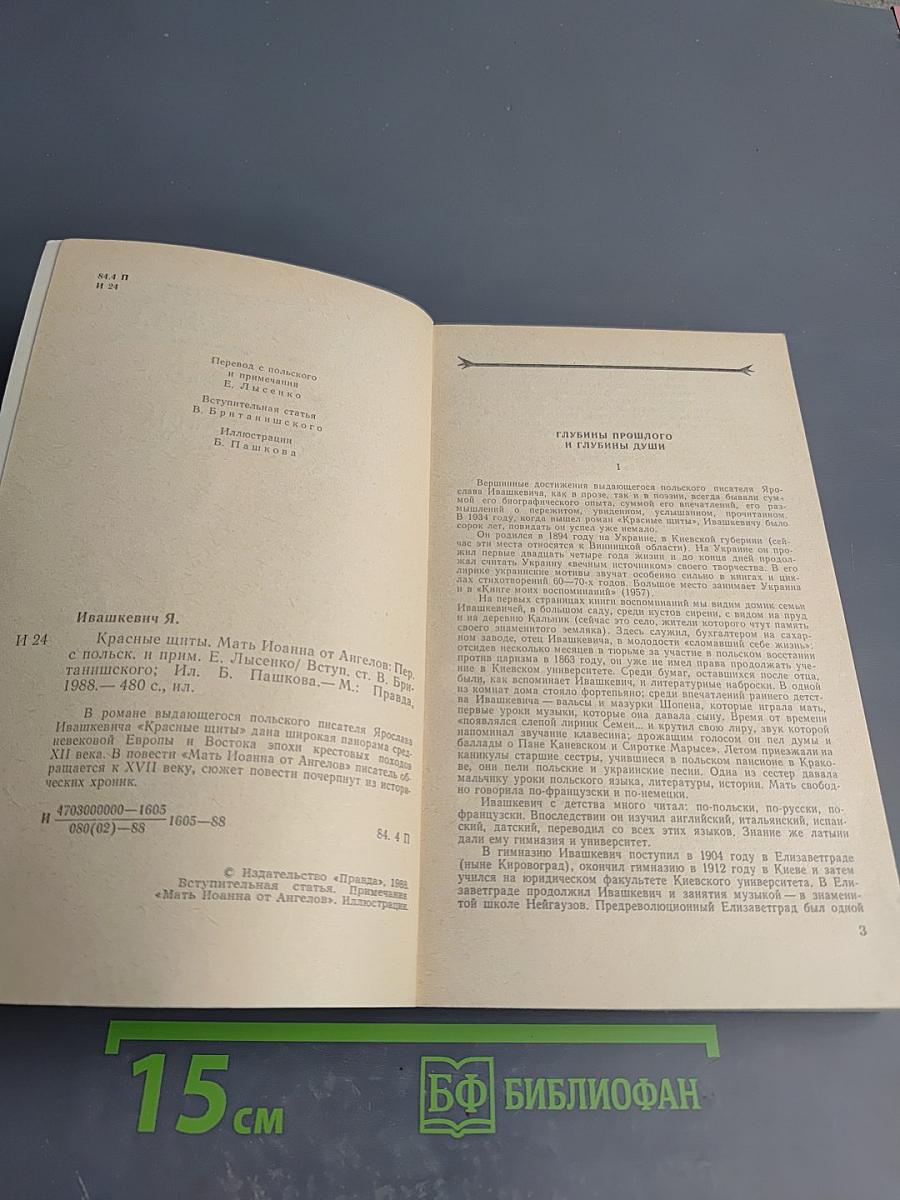 84.4 П
И 24
Перевод с польского
и примечания
Е. Лысенко
Вступительная статья
В. Британишского
Иллюстрации
Б. Пашкова
Ивашкевич Я.
И 24 Красные щиты. Мать Иоанна от Ангелов: Пер.
с польск. и прим. Е. Лысенко/ Вступ. ст. В. Бри-
танишского; Ил. Б. Пашкова.— М.: Правда,
1988.— 480 с., ил.
В романе выдающегося польского писателя Ярослава
Ивашкевича «Красные щиты» дана широкая панорама сред-
невековой Европы и Востока эпохи крестовых походов
XII века. В повести «Мать Иоанна от Ангелов» писатель об-
ращается к XVII веку, сюжет повести почерпнут из истори-
ческих хроник.
И 4703000000—1605
080(02)—88 1605—88
84. 4 П
© Издательство «Правда», 1988.
Вступительная статья. Примечания
«Мать Иоанна от Ангелов». Иллюстрации.
ГЛУБИНЫ ПРОШЛОГО
И ГЛУБИНЫ ДУШИ
1
Вершинные достижения выдающегося польского писателя Яро-
слава Ивашкевича, как в прозе, так и в поэзии, всегда бывали сум-
мой его биографического опыта, суммой его впечатлений, его раз-
мышлений о пережитом, увиденном, услышанном, прочитанном.
В 1934 году, когда вышел роман «Красные щиты», Ивашкевичу было
сорок лет, повидать он успел уже немало.
Он родился в 1894 году на Украине, в Киевской губернии (сей-
час эти места относятся к Винницкой области). На Украине он про-
жил первые двадцать четыре года жизни и до конца дней продол-
жал считать Украину «вечным источником» своего творчества. В его
лирике украинские мотивы звучат особенно сильно в книгах и цик-
лах стихотворений 60—70-х годов. Большое место занимает Украина
и в «Книге моих воспоминаний» (1957).
На первых страницах книги воспоминаний мы видим домик семьи
Ивашкевичей, в большом саду, среди кустов сирени, с видом на пруд
и на деревню Кальник (сейчас это село, жители которого чтут память
своего знаменитого земляка). Здесь служил, бухгалтером на сахар-
ном заводе, отец Ивашкевича, в молодости «сломавший себе жизнь»:
отсидев несколько месяцев в тюрьме за участие в польском восстании
против царизма в 1863 году, он уже не имел права продолжать уче-
ние в Киевском университете. Среди бумаг, оставшихся после отца,
были, как вспоминает Ивашкевич, и литературные наброски. В одной
из комнат дома стояло фортепьяно; среди впечатлений раннего детст-
ва Ивашкевича — вальсы и мазурки Шопена, которые играла мать,
первые уроки музыки, которые она давала сыну. Время от времени
«появлялся слепой лирник Семен... и крутил свою лиру, звук которой
напоминал звучание клавесина; дрожащим голосом он пел думы и
баллады о Пане Каневском и Сиротке Марысе». Летом приезжали на
каникулы старшие сестры, учившиеся в польском пансионе в Крако-
ве, они пели польские и украинские песни. Одна из сестер давала
мальчику уроки польского языка, литературы, истории. Мать свобод-
но говорила по-французски и по-немецки.
Ивашкевич с детства много читал: по-польски, по-русски, по-
французски. Впоследствии он изучил английский, итальянский, испан-
ский, датский, переводил со всех этих языков. Знание же латыни
дали ему гимназия и университет.
В гимназию Ивашкевич поступил в 1904 году в Елизаветграде
(ныне Кировоград), окончил гимназию в 1912 году в Киеве и затем
учился на юридическом факультете Киевского университета. В Ели-
заветграде продолжил Ивашкевич и занятия музыкой — в знамени-
той школе Нейгаузов. Предреволюционный Елизаветград был одной
3
15 см
БФ БИБЛИОФАН